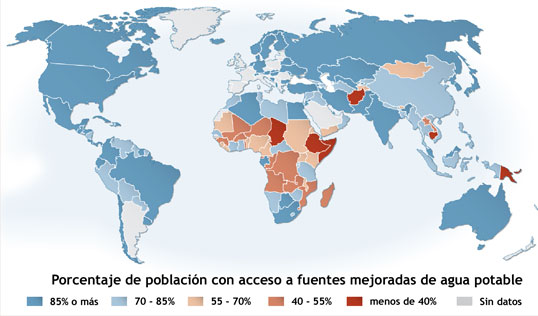 Porcentaje de población con acceso a fuentes mejoradas de agua potable
85% o más 70 - 85% 55 - 70% 40 - 55% menos de 40% Sin datos